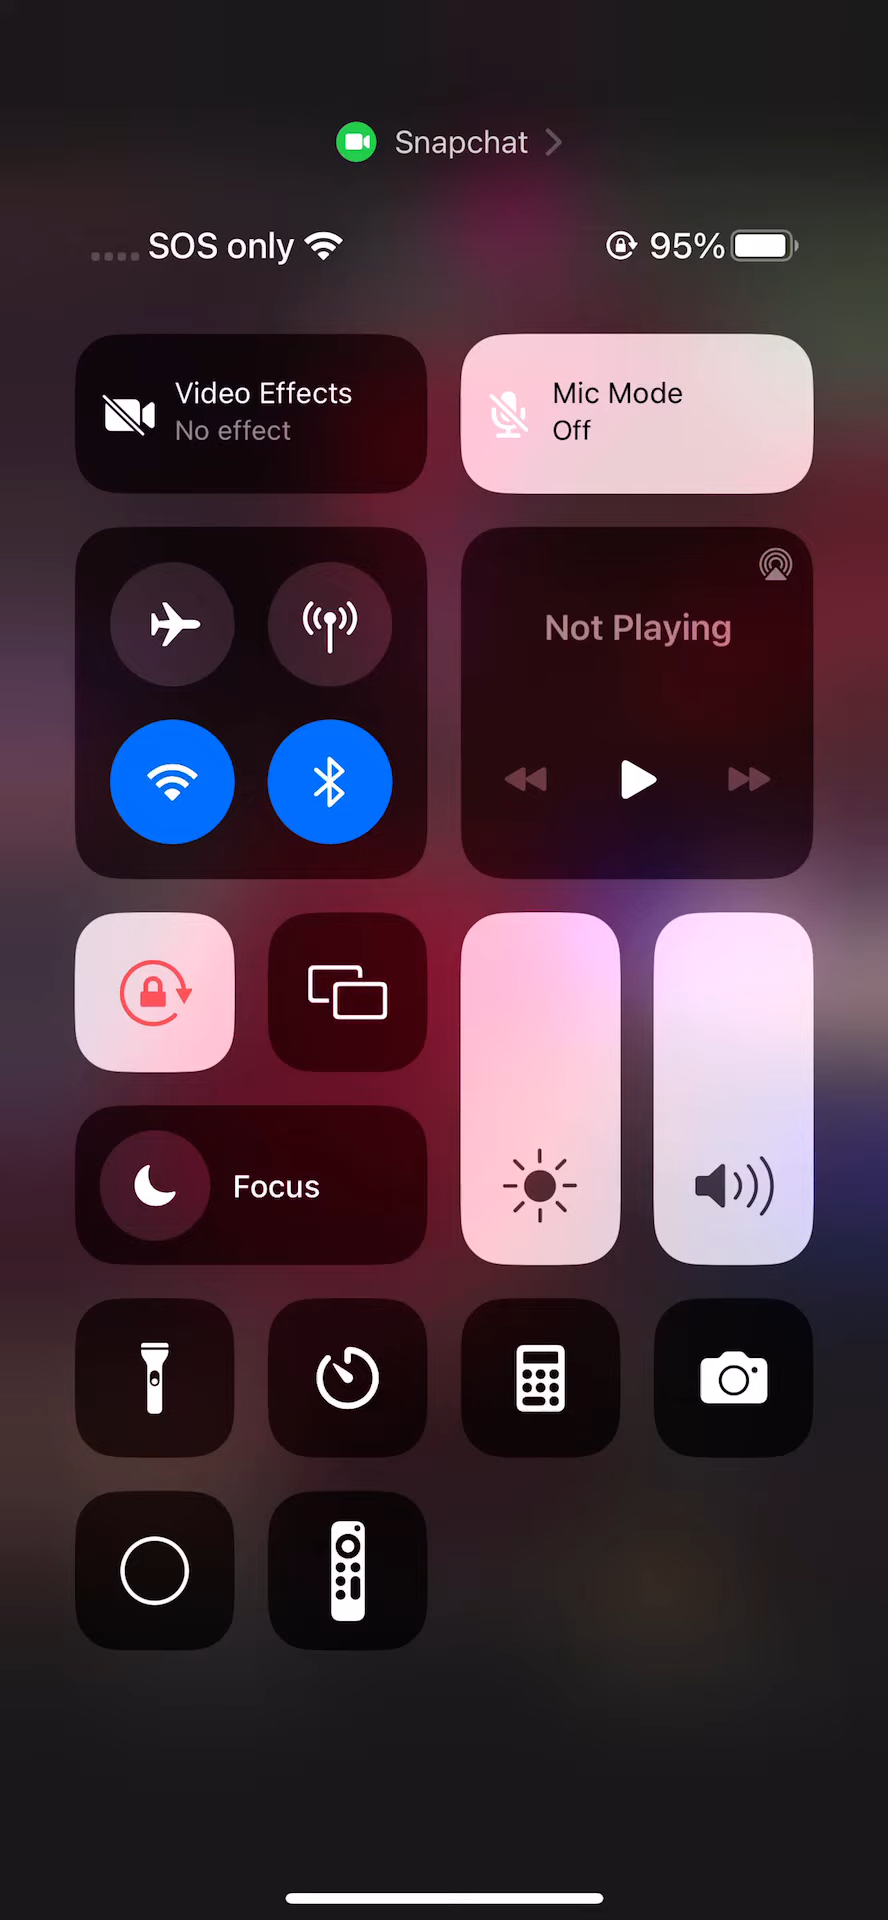 Snapchat
SOS only
95%
Video Effects
No effect
Mic Mode
Off
Not Playing
Focus